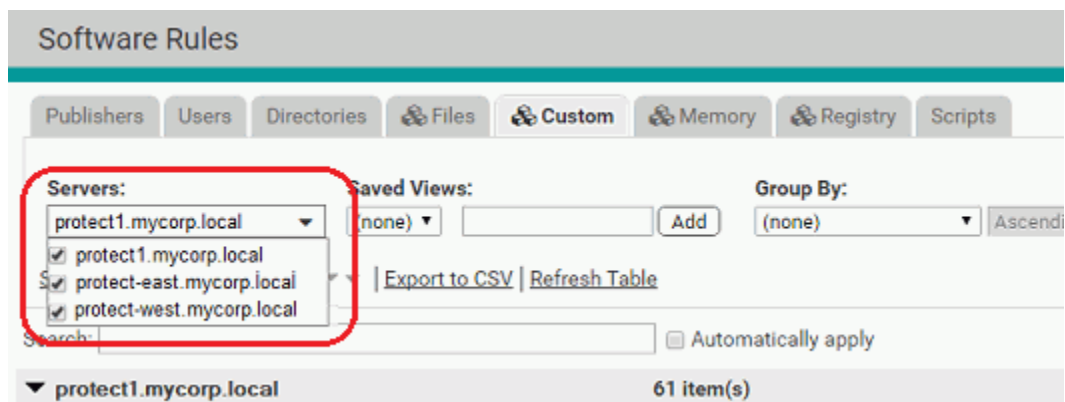 Software Rules
Publishers Users Directories Files Custom Memory Registry Scripts
Servers: Saved Views: Group By:
protect1.mycorp.local (none) Add (none) Ascendi
protect1.mycorp.local
protect-east.mycorp.local Export to CSV Refresh Table
protect-west.mycorp.local
Search: Automatically apply
protect1.mycorp.local 61 item(s)